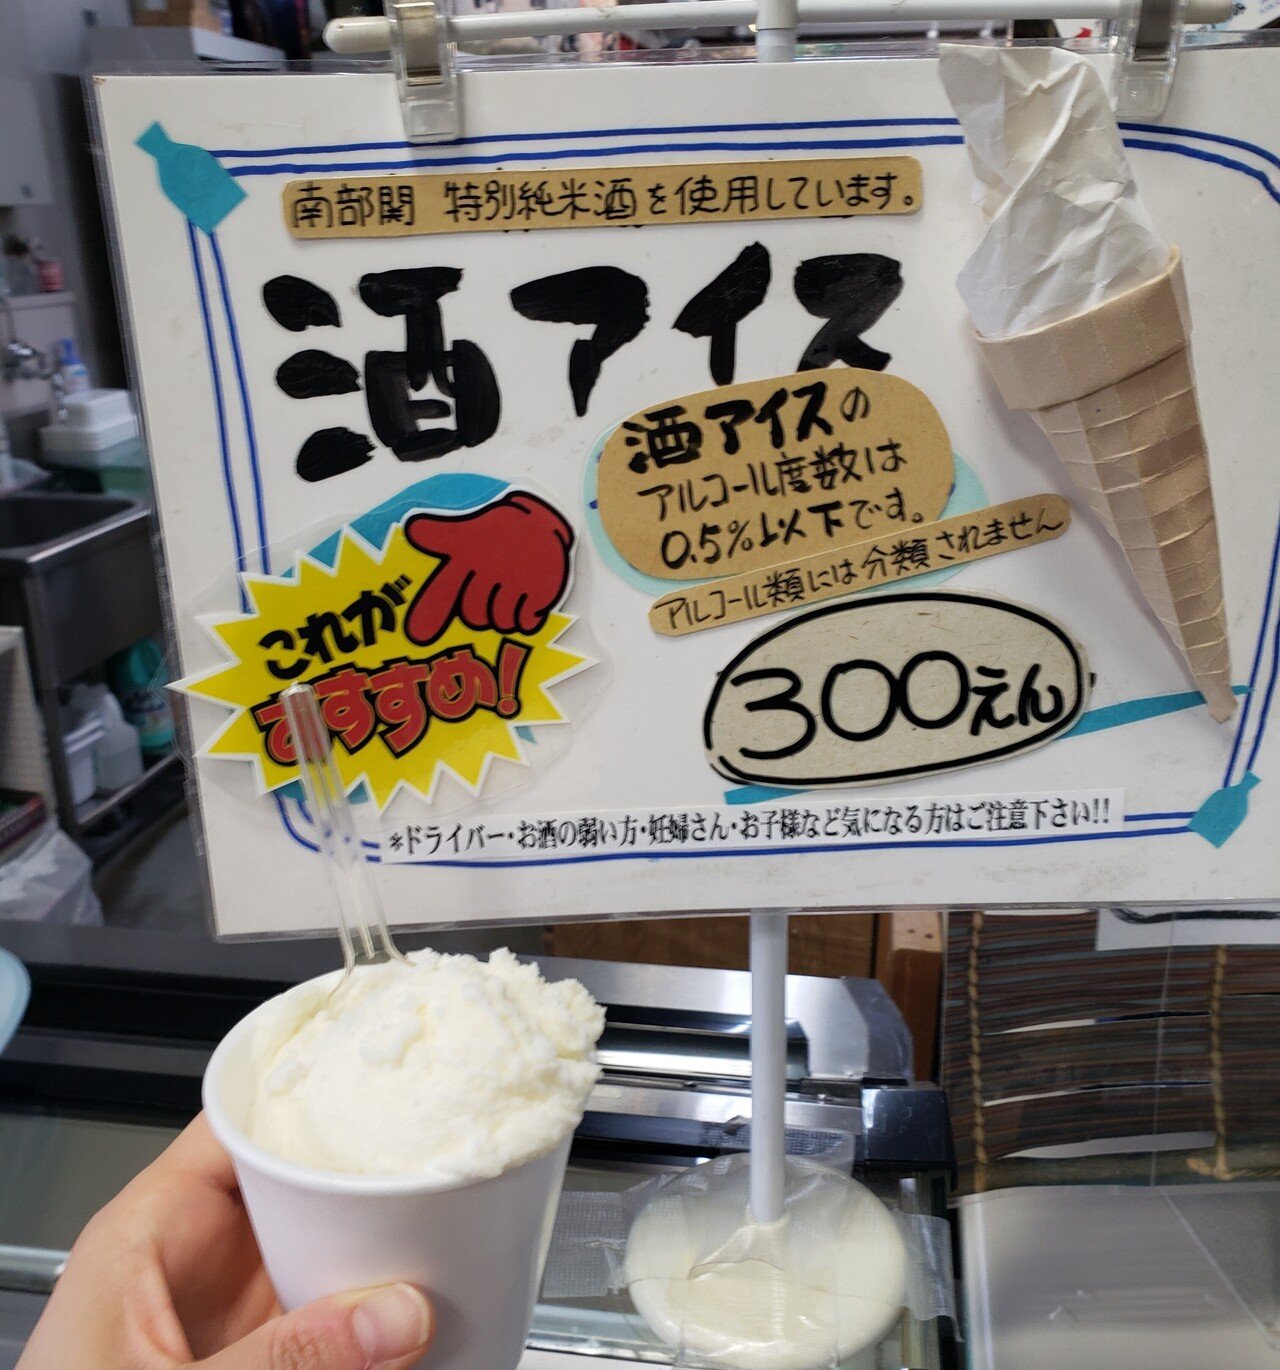 南部関 特別純米酒を使用しています。
酒アイス
酒アイスの
アルコール度数は
0.5%以下です。
アルコール類には分類されません
これが
おすすめ!
300えん
*ドライバー・お酒の弱い方・妊婦さん・お子様など気になる方はご注意下さい!!